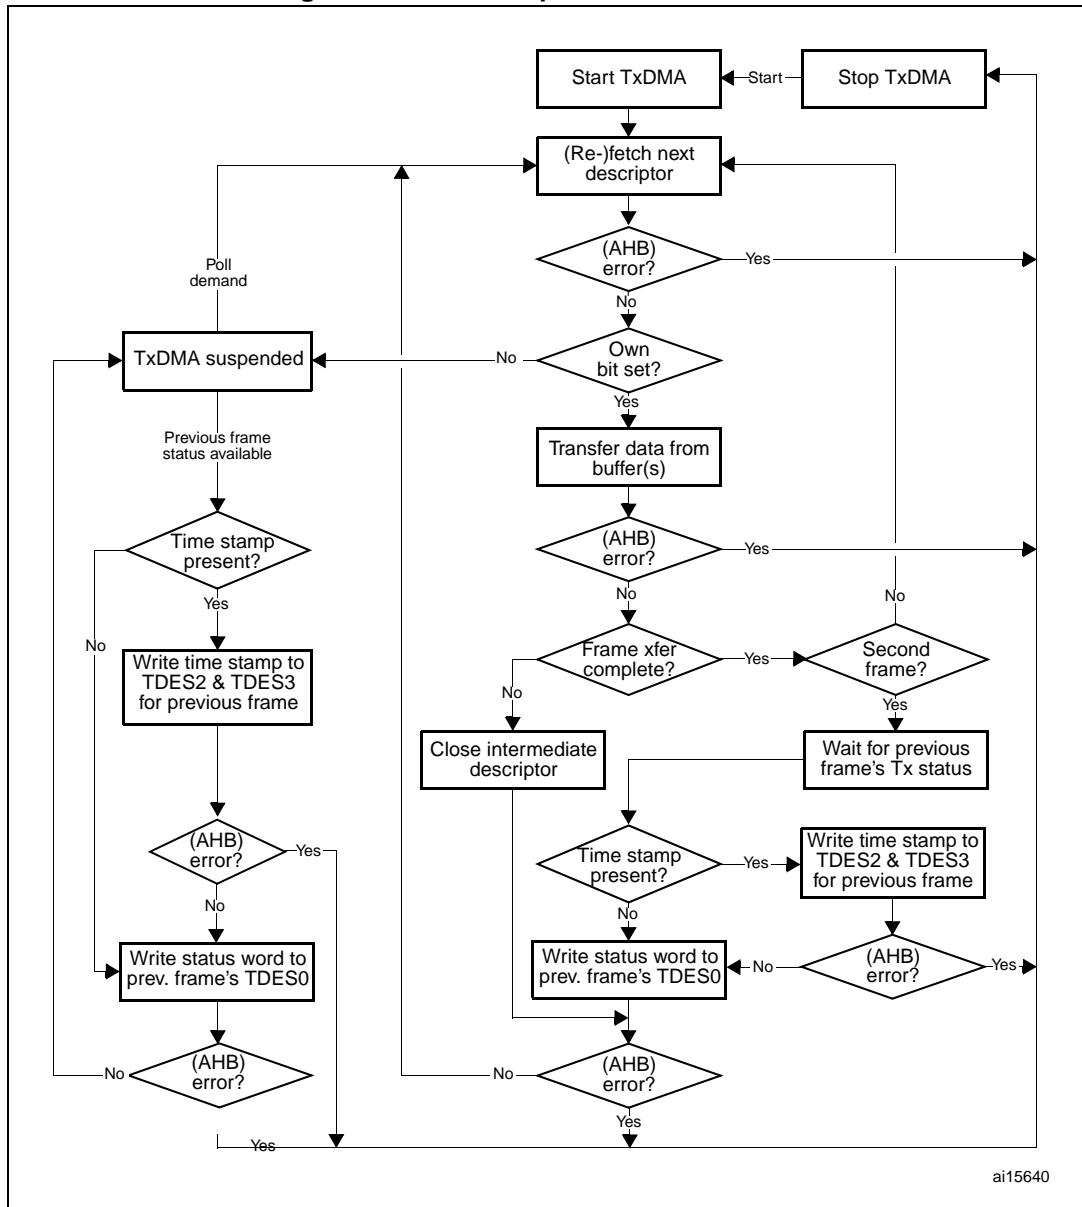 Start TxDMA
Start
Stop TxDMA
(Re-)fetch next
descriptor
(AHB)
error?
Yes
No
Poll
demand
TxDMA suspended
No
Own
bit set?
Yes
Previous frame
status available
Transfer data from
buffer(s)
Time stamp
present?
(AHB)
error?
Yes
No
Yes
No
No
Write time stamp to
TDES2 & TDES3
for previous frame
Frame xfer
complete?
Yes
Second
frame?
No
Yes
Close intermediate
descriptor
Wait for previous
frame's Tx status
(AHB)
error?
Yes
No
Time stamp
present?
Yes
Write time stamp to
TDES2 & TDES3
for previous frame
No
Write status word to
prev. frame's TDES0
Write status word to
prev. frame's TDES0
No
(AHB)
error?
Yes
No
(AHB)
error?
No
(AHB)
error?
Yes
Yes
ai15640